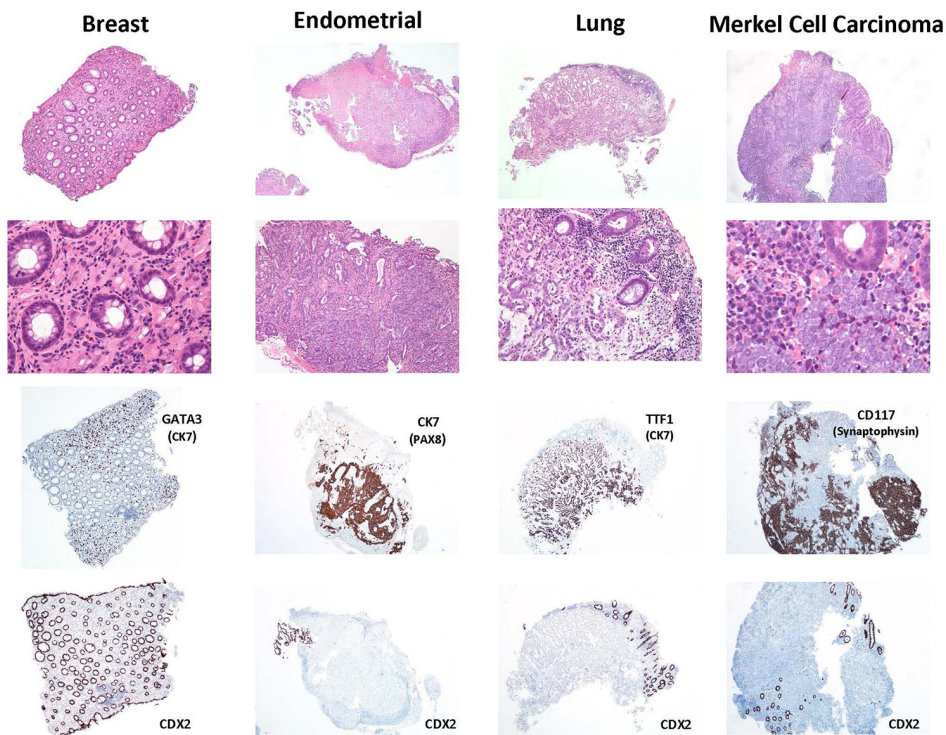 Breast
Endometrial
Lung
Merkel Cell Carcinoma
GATA3
(CK7)
CK7
(PAX8)
TTF1
(CK7)
CD117
(Synaptophysin)
CDX2
CDX2
CDX2
CDX2